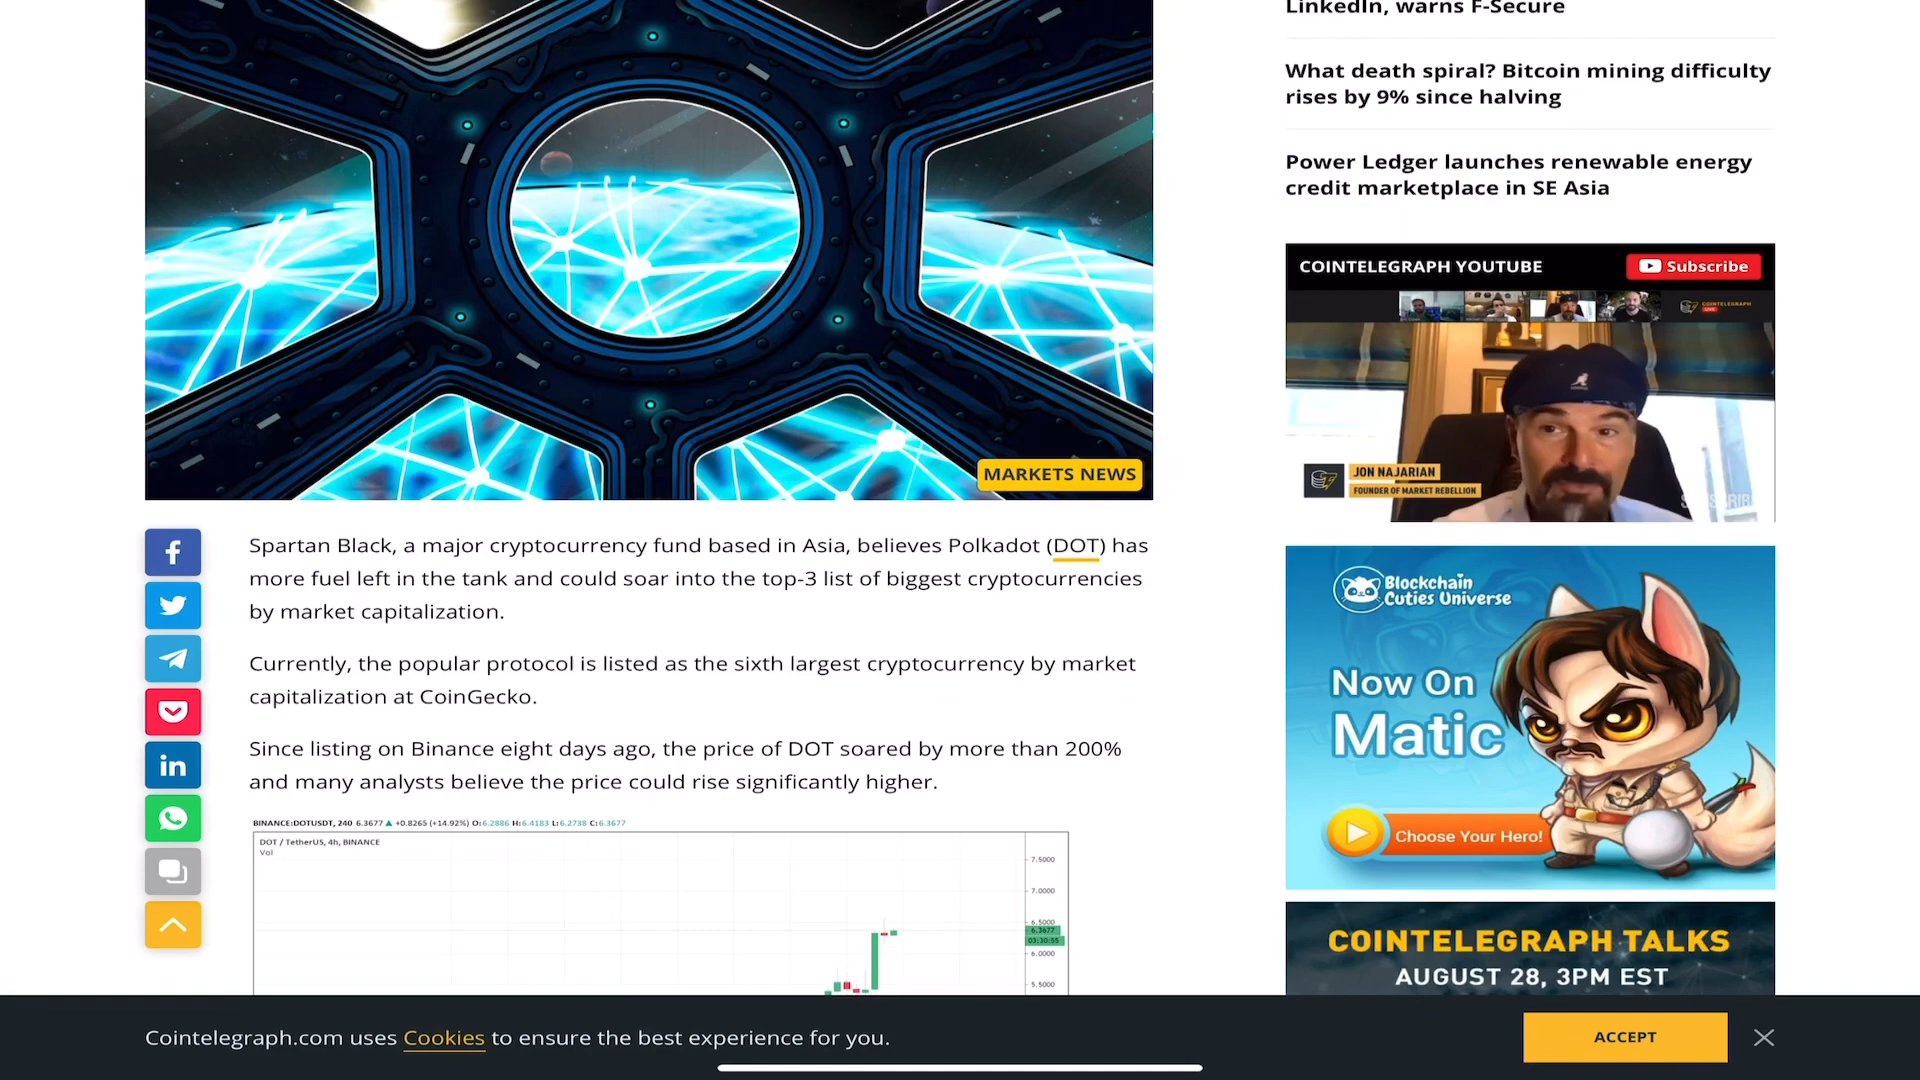 LinkedIn, warns F-Secure
What death spiral? Bitcoin mining difficulty
rises by 9% since halving
Power Ledger launches renewable energy
credit marketplace in SE Asia
COINTELEGRAPH YOUTUBE
Subscribe
COINTELEGRAPH
LIVE
JON NAJARIAN
FOUNDER OF MARKET REBELLION
MARKETS NEWS
Spartan Black, a major cryptocurrency fund based in Asia, believes Polkadot (DOT) has
more fuel left in the tank and could soar into the top-3 list of biggest cryptocurrencies
by market capitalization.
Currently, the popular protocol is listed as the sixth largest cryptocurrency by market
capitalization at CoinGecko.
Since listing on Binance eight days ago, the price of DOT soared by more than 200%
and many analysts believe the price could rise significantly higher.
BINANCE:DOTUSDT, 240 6.3677 ▲ +0.8265 (+14.92%) O:6.2886 H:6.4183 L:6.2738 C:6.3677
DOT / TetherUS, 4h, BINANCE
Vol
7.5000
7.0000
6.5000
6.3677
03:30:55
6.0000
5.5000
Blockchain
Cuties Universe
Now On
Matic
Choose Your Hero!
COINTELEGRAPH TALKS
AUGUST 28, 3PM EST
Cointelegraph.com uses Cookies to ensure the best experience for you.
ACCEPT